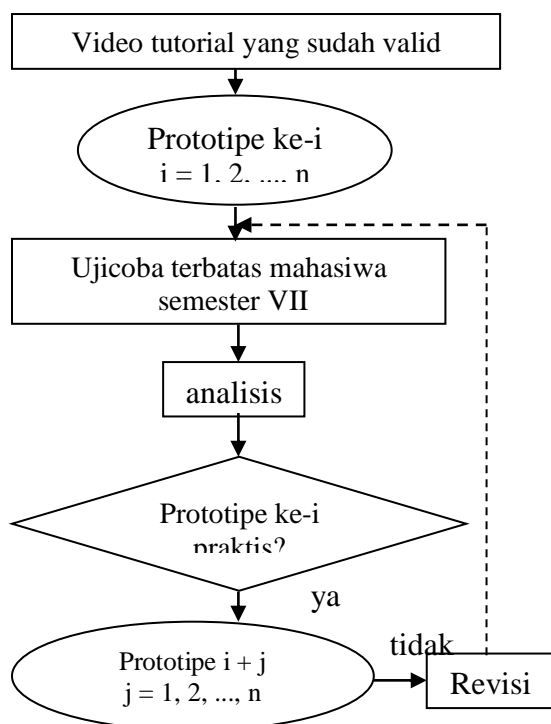 Video tutorial yang sudah valid
Prototipe ke-i
i = 1, 2, ..., n
Ujicoba terbatas mahasiwa
semester VII
analisis
Prototipe ke-i
praktis?
ya
Prototipe i + j
j = 1, 2, ..., n
tidak
Revisi